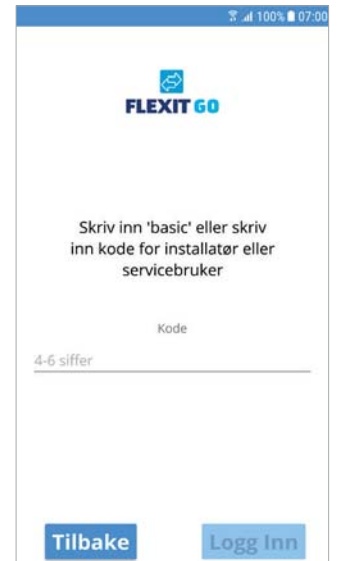 100% 07:00
FLEXIT GO
Skriv inn 'basic' eller skriv
inn kode for installatør eller
servicebruker
Kode
4-6 siffer
Tilbake
Logg Inn